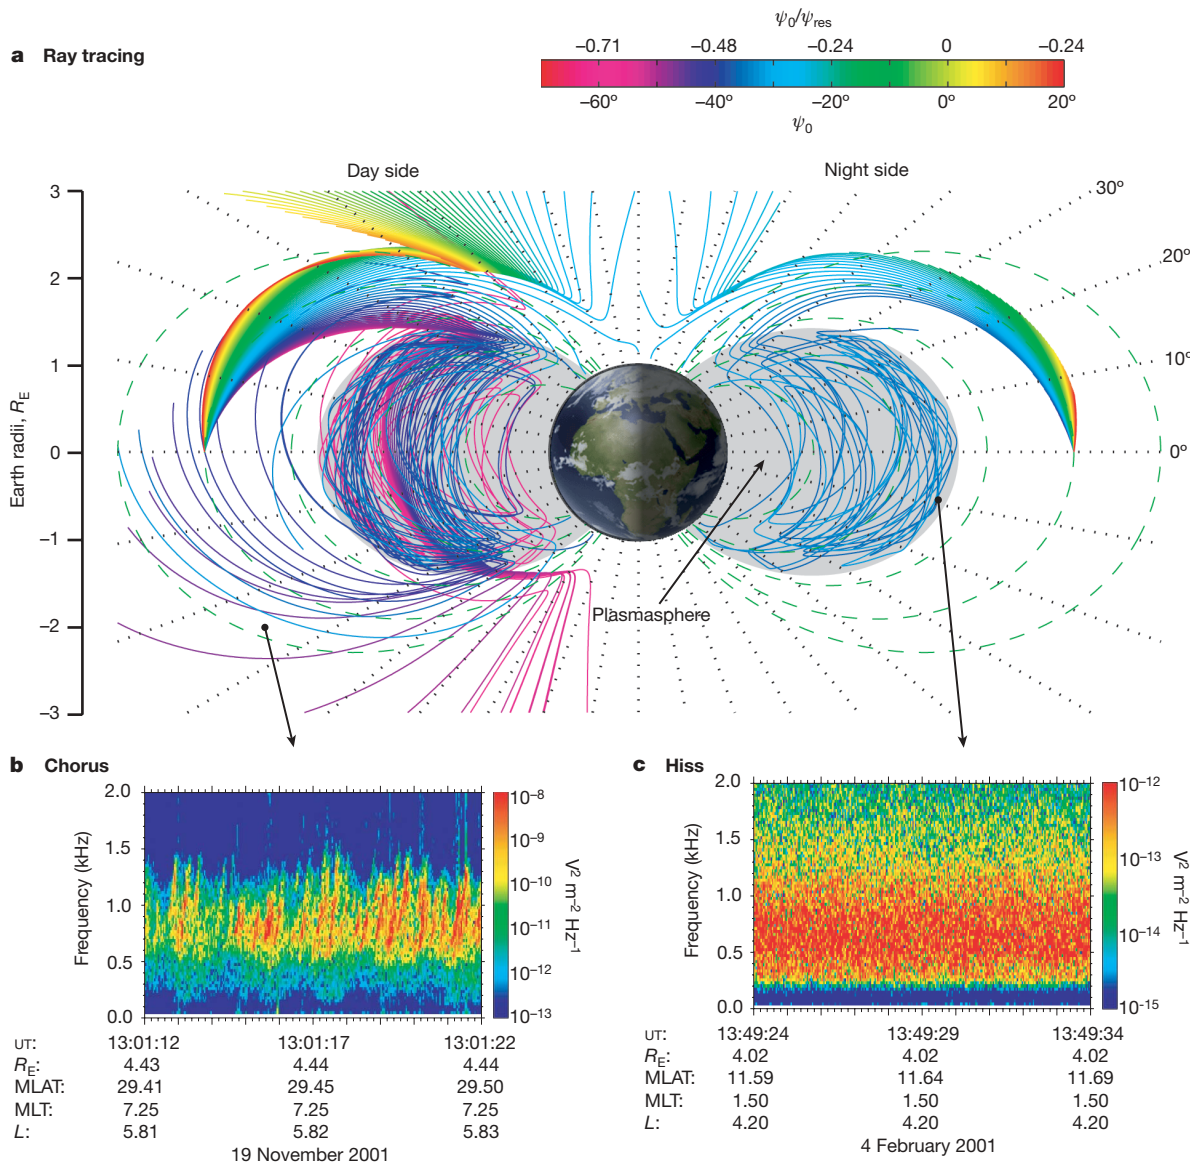 ψ0/ψres
a Ray tracing
−0.71 −0.48 −0.24 0 −0.24
−60° −40° −20° 0° 20°
ψ0
Day side
Night side
30°
20°
10°
0°
3
2
1
0
−1
−2
−3
Earth radii, RE
Plasmasphere
b Chorus
2.0
1.5
1.0
0.5
0.0
Frequency (kHz)
10−8
10−9
10−10
10−11
10−12
10−13
V2 m−2 Hz−1
UT: 13:01:12 13:01:17 13:01:22
RE: 4.43 4.44 4.44
MLAT: 29.41 29.45 29.50
MLT: 7.25 7.25 7.25
L: 5.81 5.82 5.83
19 November 2001
c Hiss
2.0
1.5
1.0
0.5
0.0
Frequency (kHz)
10−12
10−13
10−14
10−15
V2 m−2 Hz−1
UT: 13:49:24 13:49:29 13:49:34
RE: 4.02 4.02 4.02
MLAT: 11.59 11.64 11.69
MLT: 1.50 1.50 1.50
L: 4.20 4.20 4.20
4 February 2001